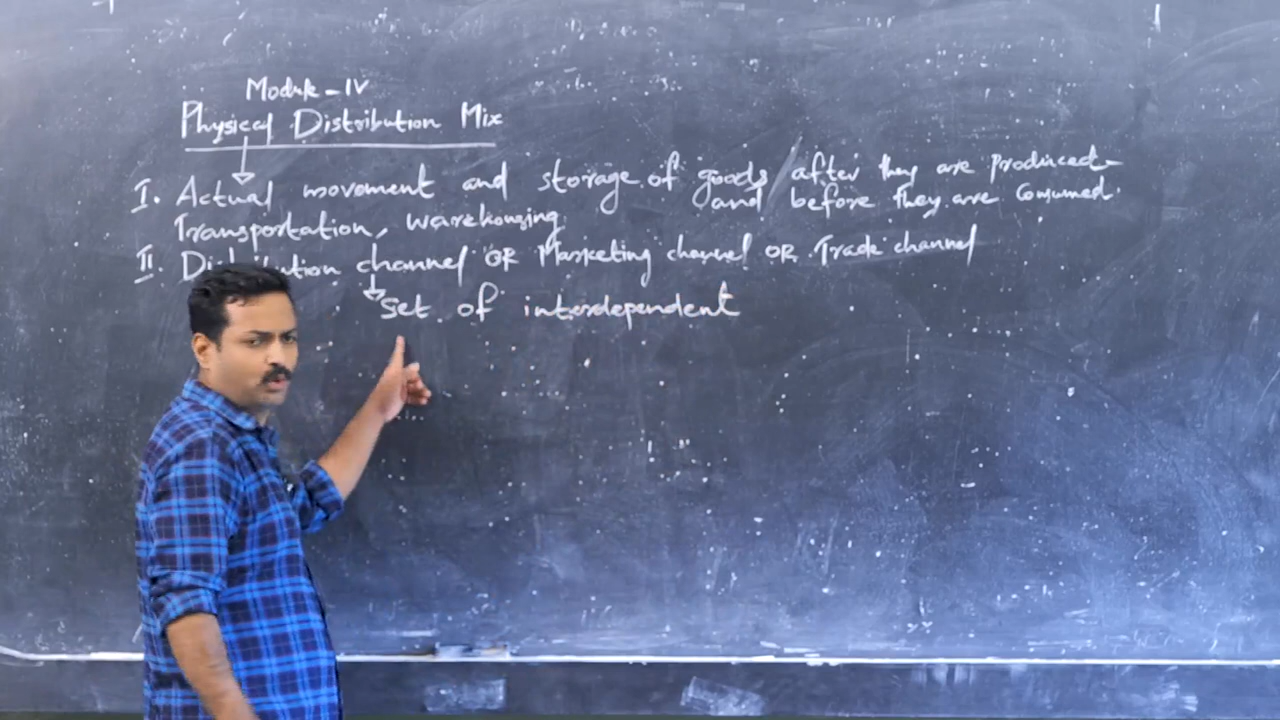 Module - IV
Physical Distribution Mix
I. Actual movement and storage of goods after they are produced
and before they are consumed.
Transportation, warehousing
II. Distribution channel OR Marketing channel OR Trade channel
set of interdependent